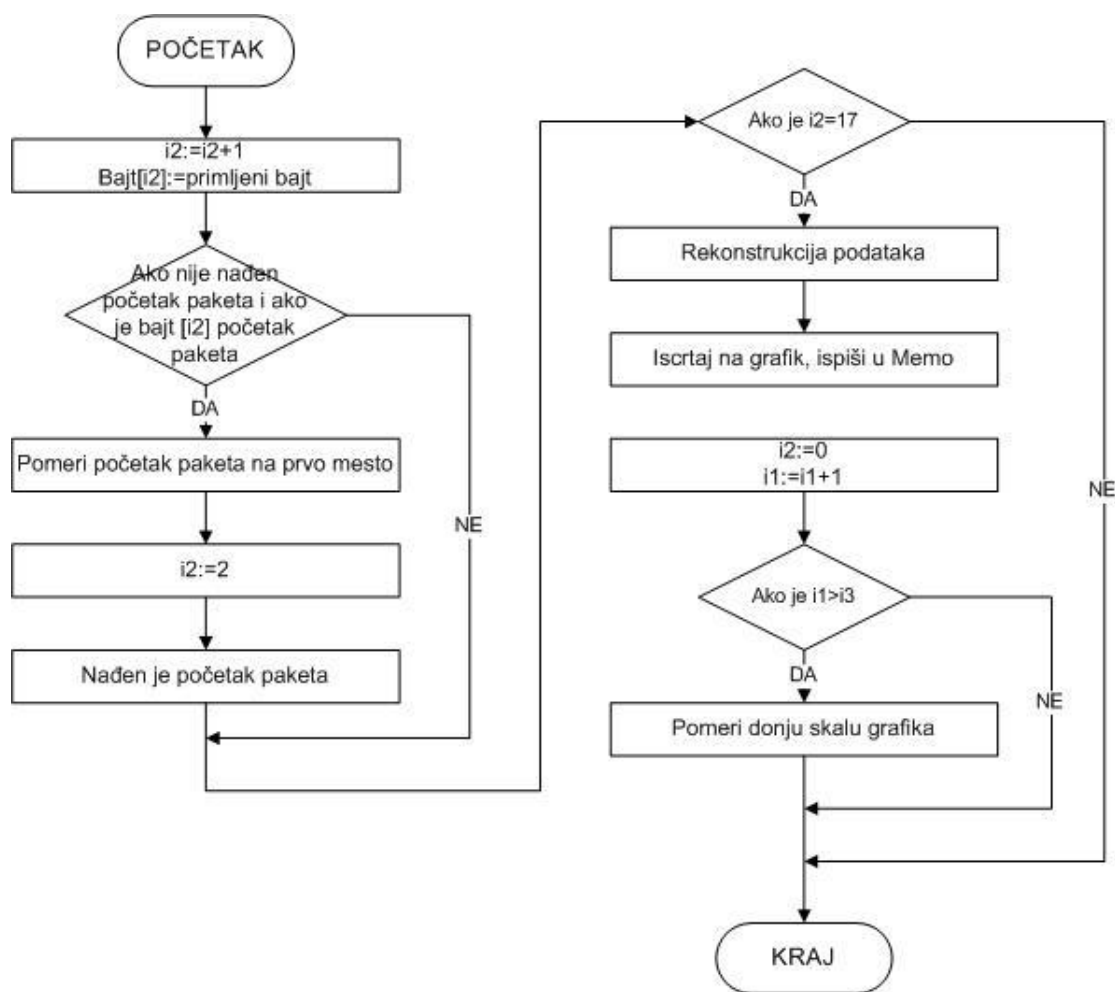 POČETAK
i2:=i2+1
Bajt[i2]:=primljeni bajt
Ako nije nađen
početak paketa i ako
je bajt [i2] početak
paketa
DA
NE
Pomeri početak paketa na prvo mesto
i2:=2
Nađen je početak paketa
Ako je i2=17
DA
NE
Rekonstrukcija podataka
Iscrtaj na grafik, ispiši u Memo
i2:=0
i1:=i1+1
Ako je i1>i3
DA
NE
Pomeri donju skalu grafika
KRAJ